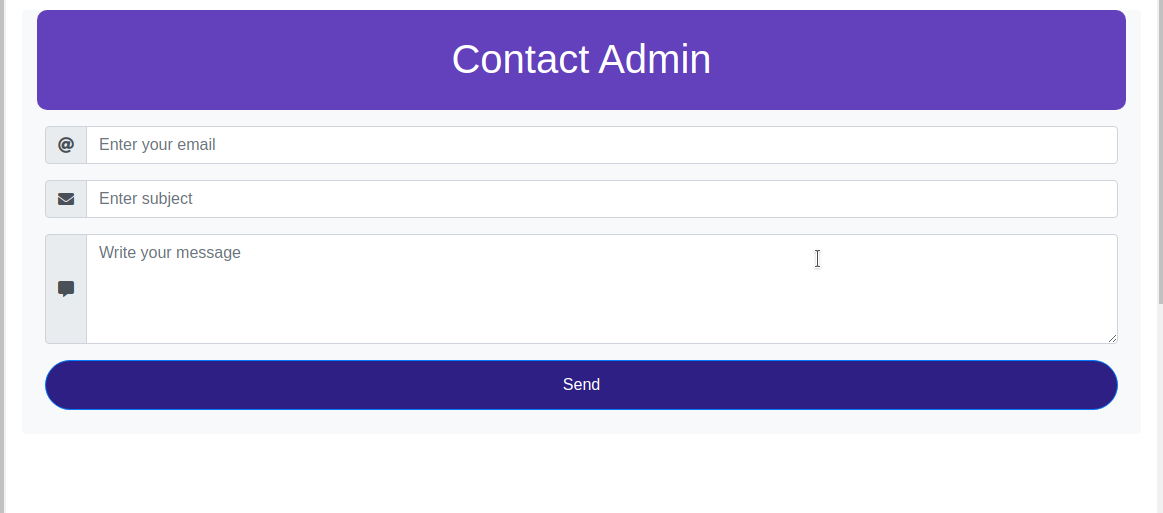 Contact Admin
Enter your email
Enter subject
Write your message
Send